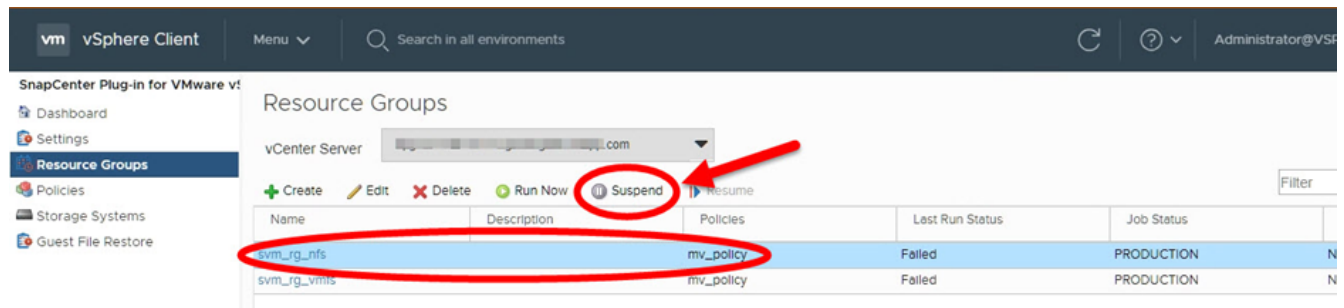 vm vSphere Client Menu Search in all environments Administrator@VSP
SnapCenter Plug-in for VMware vS
Dashboard
Settings
Resource Groups
Policies
Storage Systems
Guest File Restore
Resource Groups
vCenter Server .com
Create Edit Delete Run Now Suspend Resume
Filter
Name Description Policies Last Run Status Job Status
svm_rg_nfs mv_policy Failed PRODUCTION N
svm_rg_vmfs mv_policy Failed PRODUCTION N